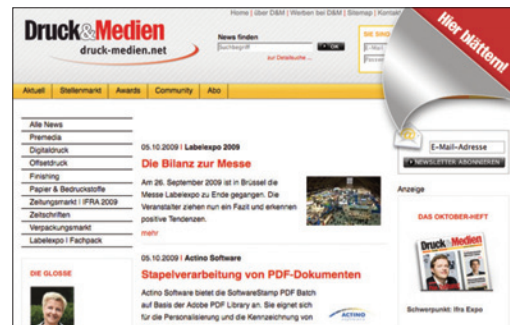 Home | über D&M | Werben bei D&M | Sitemap | Kontakt
Druck&Medien
druck-medien.net
News finden
Suchbegriff
OK
zur Detailsuche ...
SIE SIND
E-Mail
Passwor
Hier blättern!
Aktuell
Stellenmarkt
Awards
Community
Abo
Alle News
Premedia
Digitaldruck
Offsetdruck
Finishing
Papier & Bedruckstoffe
Zeitungsmarkt | IFRA 2009
Zeitschriften
Verpackungsmarkt
Labelexpo | Fachpack
DIE GLOSSE
05.10.2009 | Labelexpo 2009
Die Bilanz zur Messe
Am 26. September 2009 ist in Brüssel die
Messe Labelexpo zu Ende gegangen. Die
Veranstalter ziehen nun ein Fazit und erkennen
positive Tendenzen.
mehr
05.10.2009 | Actino Software
Stapelverarbeitung von PDF-Dokumenten
Actino Software bietet die SoftwareStamp PDF Batch
auf Basis der Adobe PDF Library an. Sie eignet sich
für die Personalisierung und die Kennzeichnung von
ACTINO
@
E-Mail-Adresse
NEWSLETTER ABONNIEREN
Anzeige
DAS OKTOBER-HEFT
Druck&Medien
Schwerpunkt: Ifra Expo